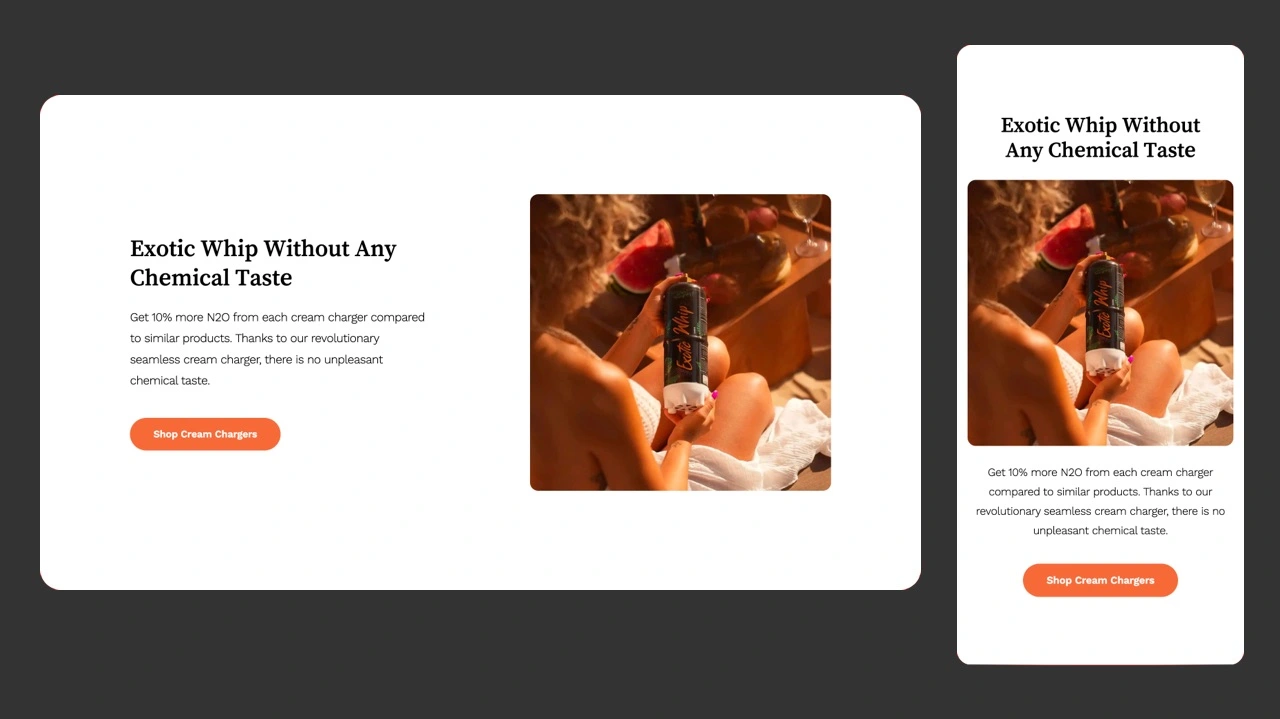 Exotic Whip Without Any
Chemical Taste
Get 10% more N2O from each cream charger compared
to similar products. Thanks to our revolutionary
seamless cream charger, there is no unpleasant
chemical taste.
Shop Cream Chargers
Exotic Whip
Exotic Whip Without
Any Chemical Taste
Exotic Whip
Get 10% more N2O from each cream charger
compared to similar products. Thanks to our
revolutionary seamless cream charger, there is no
unpleasant chemical taste.
Shop Cream Chargers